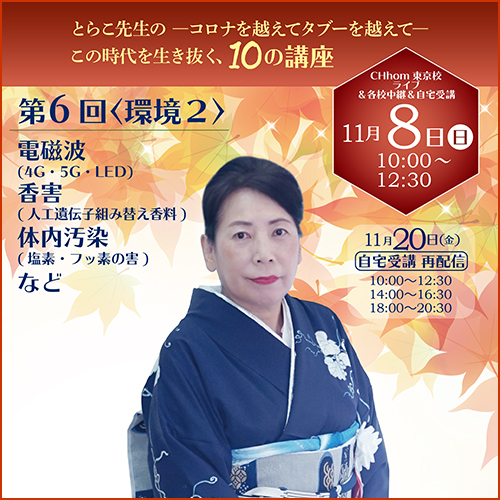 とらこ先生の ―コロナを越えてタブーを越えて―
この時代を生き抜く、10の講座
CHhom 東京校
ライブ
＆各校中継＆自宅受講
11月8日㊐
10:00～
12:30
第6回〈環境2〉
電磁波
(4G・5G・LED)
香害
(人工遺伝子組み替え香料)
体内汚染
(塩素・フッ素の害)
など
11月20日(金)
自宅受講 再配信
10:00～12:30
14:00～16:30
18:00～20:30